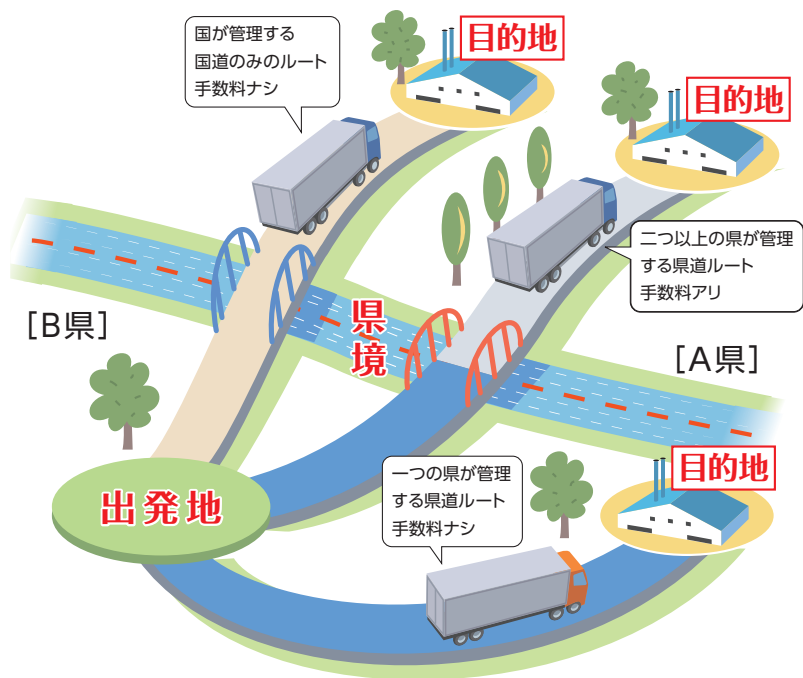 国が管理する
国道のみのルート
手数料ナシ
目的地
目的地
二つ以上の県が管理
する県道ルート
手数料アリ
[B県]
県境
[A県]
目的地
一つの県が管理
する県道ルート
手数料ナシ
出発地